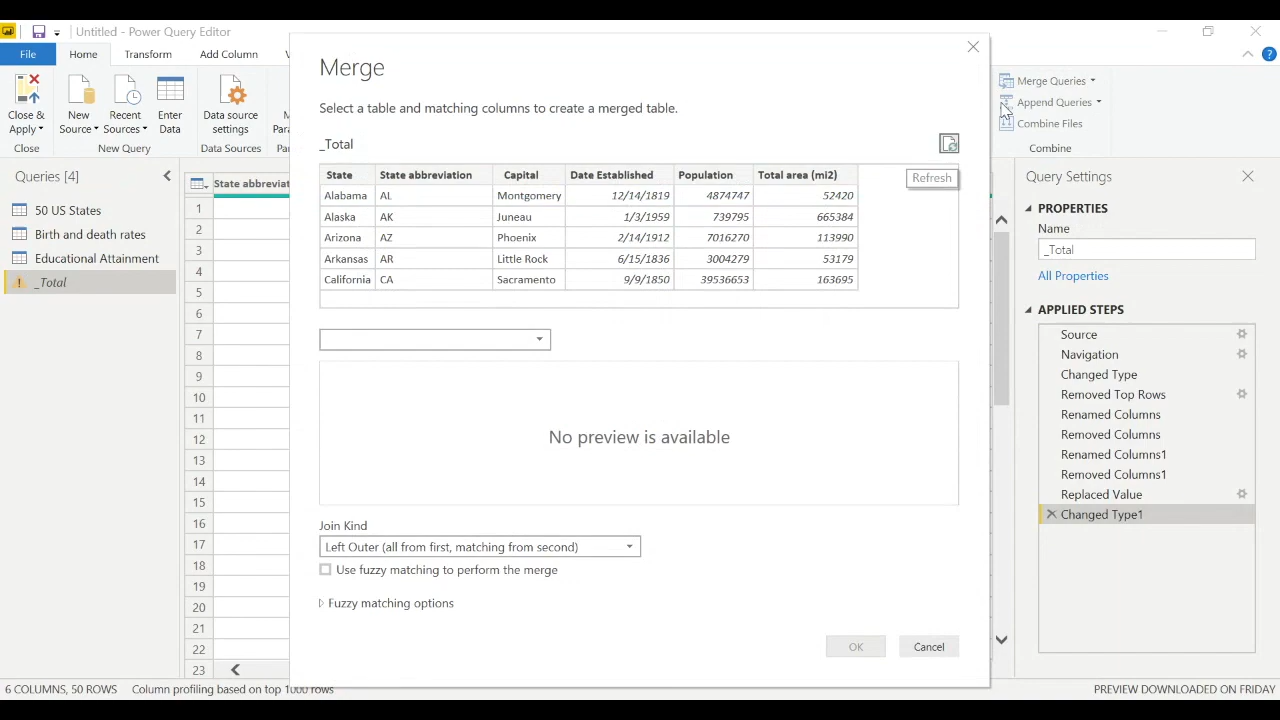 Untitled - Power Query Editor
File
Home
Transform
Add Column
Close &
Apply
New
Source
Recent
Sources
Enter
Data
Data source
settings
Close
New Query
Data Sources
Merge Queries
Append Queries
Combine Files
Combine
Queries [4]
50 US States
Birth and death rates
Educational Attainment
_Total
State abbreviat
1
2
3
4
5
6
7
8
9
10
11
12
13
14
15
16
17
18
19
20
21
22
23
Merge
Select a table and matching columns to create a merged table.
_Total
Refresh
State State abbreviation Capital Date Established Population Total area (mi2)
Alabama AL Montgomery 12/14/1819 4874747 52420
Alaska AK Juneau 1/3/1959 739795 665384
Arizona AZ Phoenix 2/14/1912 7016270 113990
Arkansas AR Little Rock 6/15/1836 3004279 53179
California CA Sacramento 9/9/1850 39536653 163695
No preview is available
Join Kind
Left Outer (all from first, matching from second)
Use fuzzy matching to perform the merge
Fuzzy matching options
OK
Cancel
Query Settings
PROPERTIES
Name
_Total
All Properties
APPLIED STEPS
Source
Navigation
Changed Type
Removed Top Rows
Renamed Columns
Removed Columns
Renamed Columns1
Removed Columns1
Replaced Value
Changed Type1
6 COLUMNS, 50 ROWS
Column profiling based on top 1000 rows
PREVIEW DOWNLOADED ON FRIDAY